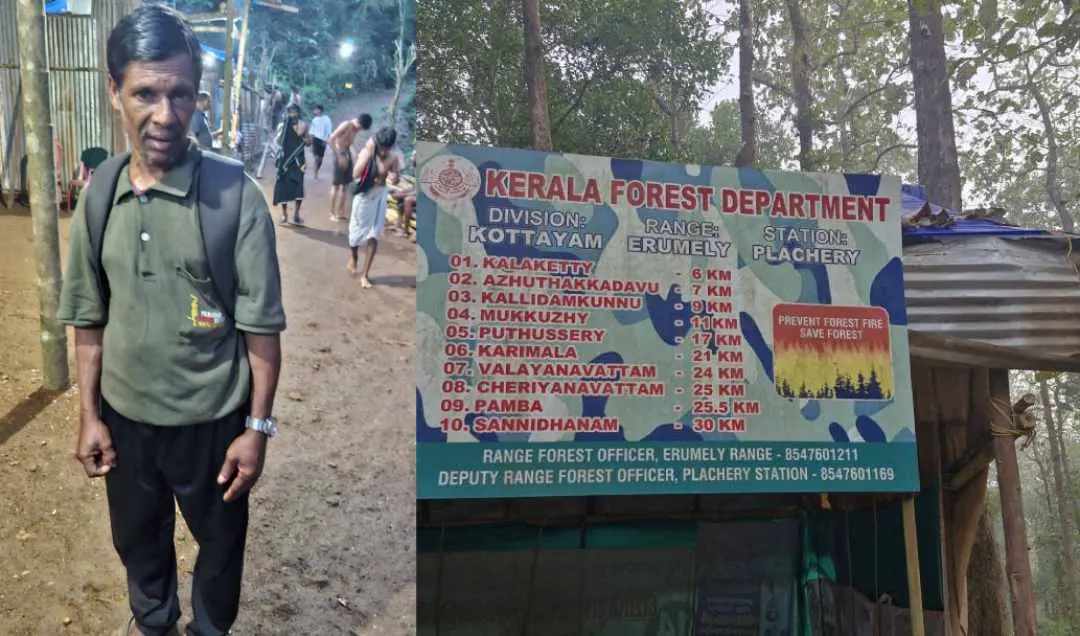 KERALA FOREST DEPARTMENT
DIVISION: RANGE: STATION:
KOTTAYAM ERUMELY PLACHERY
01. KALAKETTY - 6 KM
02. AZHUTHAKKADAVU - 7 KM
03. KALLIDAMKUNNU - 9 KM
04. MUKKUZHY - 11 KM
05. PUTHUSSERY - 17 KM
06. KARIMALA - 21 KM
07. VALAYANAVATTAM - 24 KM
08. CHERIYANAVATTAM - 25 KM
09. PAMBA - 25.5 KM
10. SANNIDHANAM - 30 KM
PREVENT FOREST FIRE
SAVE FOREST
RANGE FOREST OFFICER, ERUMELY RANGE - 8547601211
DEPUTY RANGE FOREST OFFICER, PLACHERY STATION - 8547601169